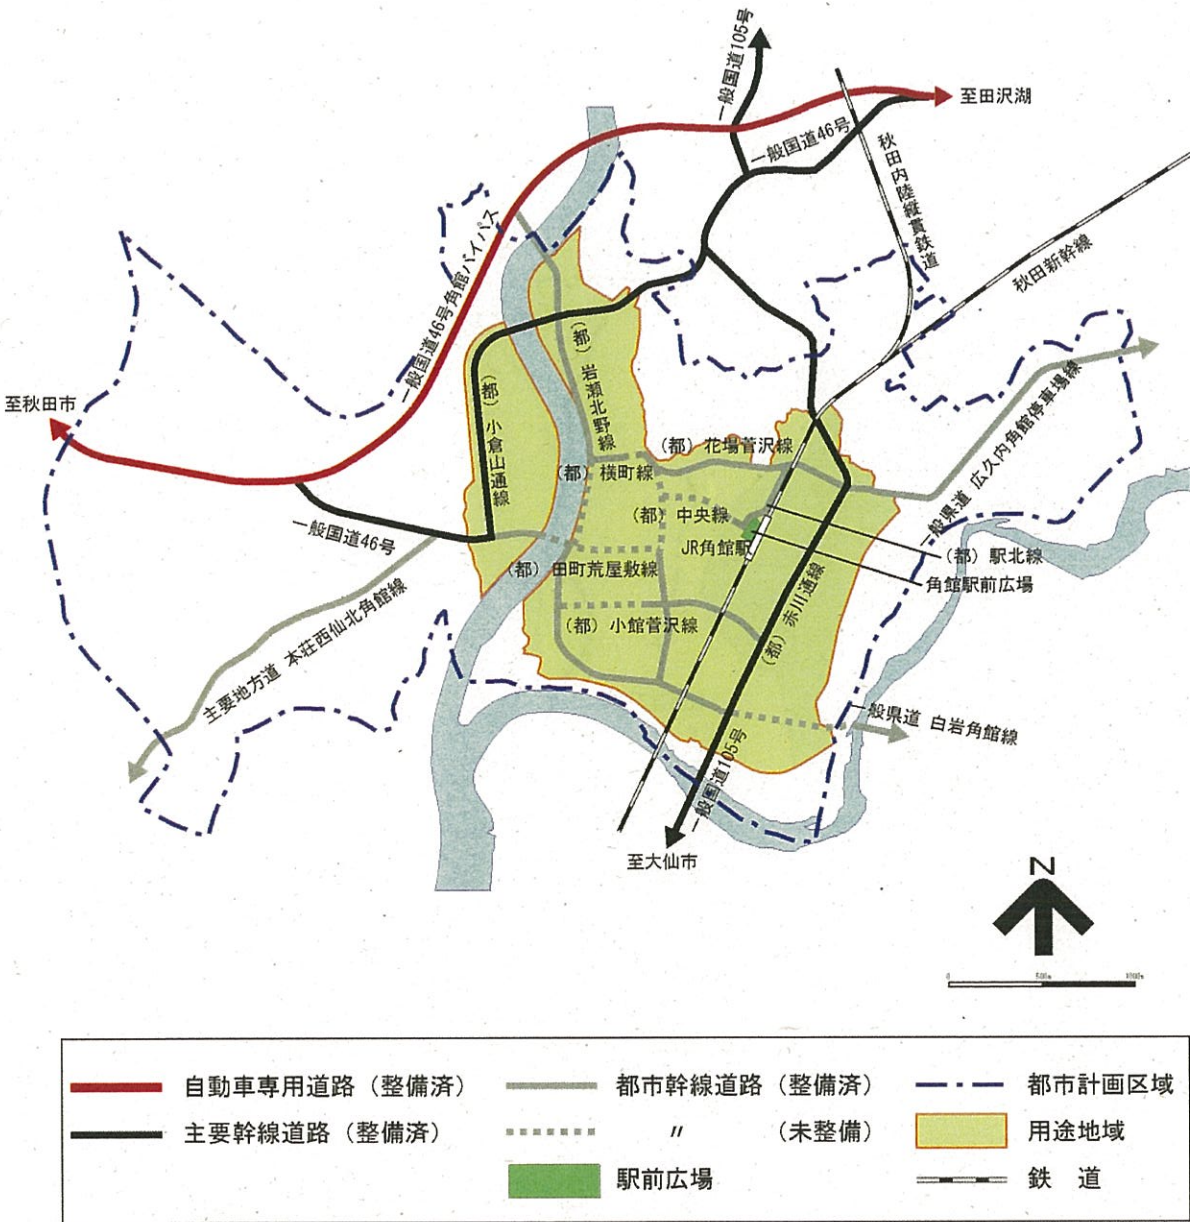 一般国道105号
至田沢湖
一般国道46号
秋田内陸縦貫鉄道
秋田新幹線
一般国道46号角館バイパス
至秋田市
(都) 岩瀬北野線
(都) 小倉山通線
(都) 花場菅沢線
(都) 横町線
一般県道 広久内角館停車場線
(都) 中央線
一般国道46号
JR角館駅
(都) 駅北線
(都) 田町荒屋敷線
角館駅前広場
(都) 小館菅沢線
(都) 赤川通線
主要地方道 本荘西仙北角館線
一般県道 白岩角館線
一般国道105号
至大仙市
N
0 500m 1000m
自動車専用道路 (整備済)
都市幹線道路 (整備済)
都市計画区域
主要幹線道路 (整備済)
〃 (未整備)
用途地域
駅前広場
鉄 道